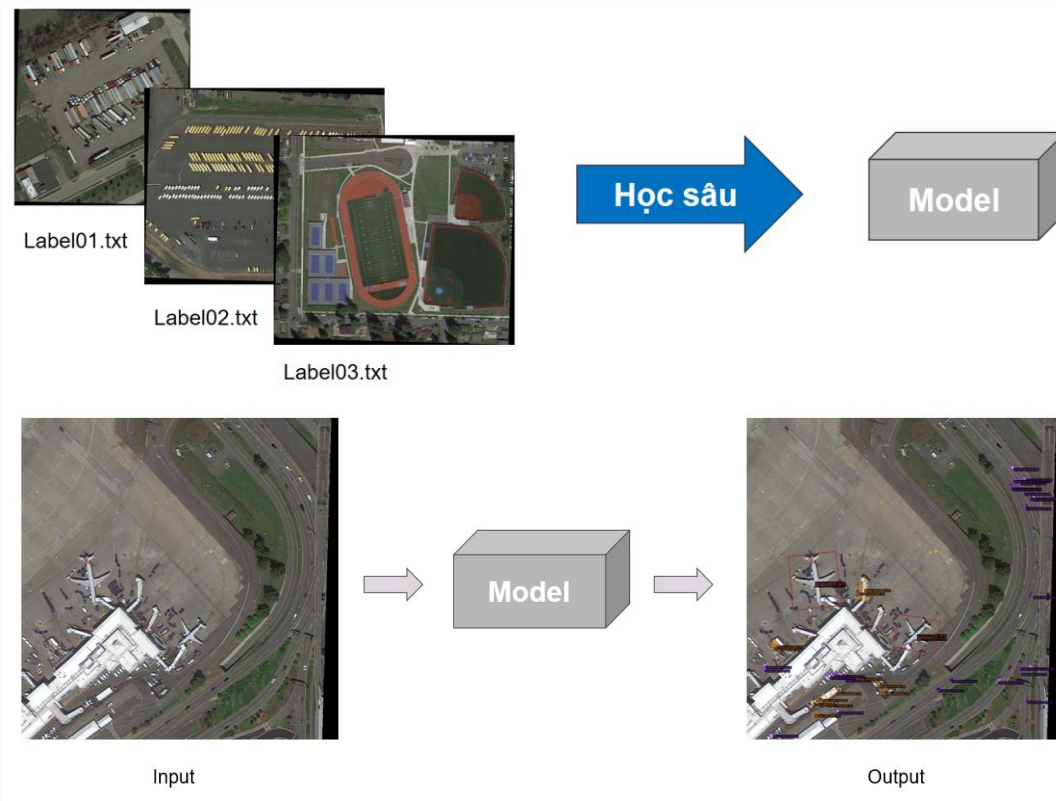 Label01.txt
Label02.txt
Label03.txt
Học sâu
Model
Model
Input
Output